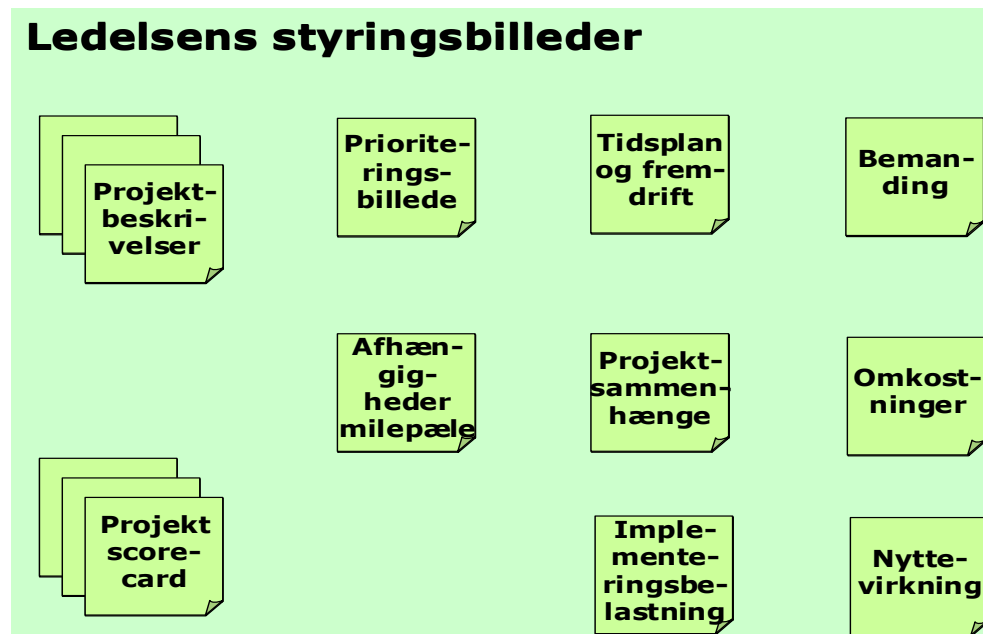 Ledelsens styringsbilleder
Projekt-
beskri-
velser
Priorite-
rings-
billede
Tidsplan
og frem-
drift
Beman-
ding
Afhæn-
gig-
heder
milepæle
Projekt-
sammen-
hænge
Omkost-
ninger
Projekt
score-
card
Imple-
mente-
ringsbe-
lastning
Nytte-
virkning